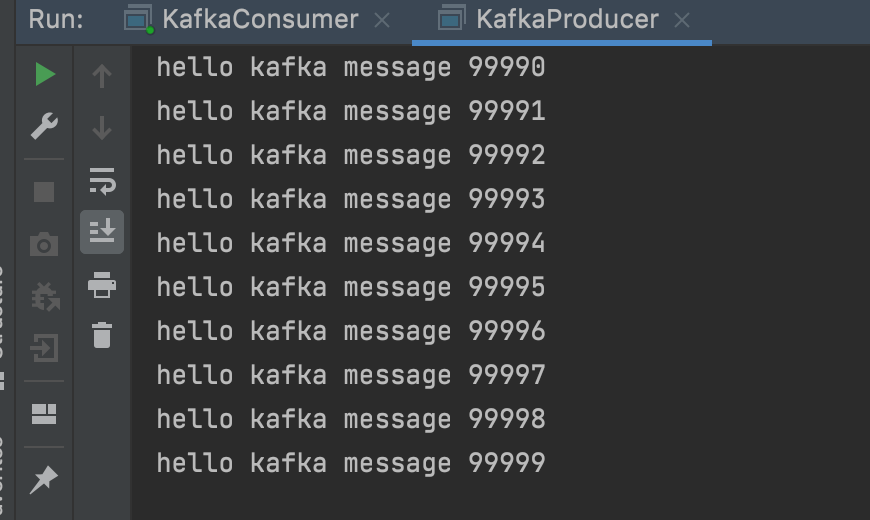 Run: KafkaConsumer KafkaProducer
hello kafka message 99990
hello kafka message 99991
hello kafka message 99992
hello kafka message 99993
hello kafka message 99994
hello kafka message 99995
hello kafka message 99996
hello kafka message 99997
hello kafka message 99998
hello kafka message 99999